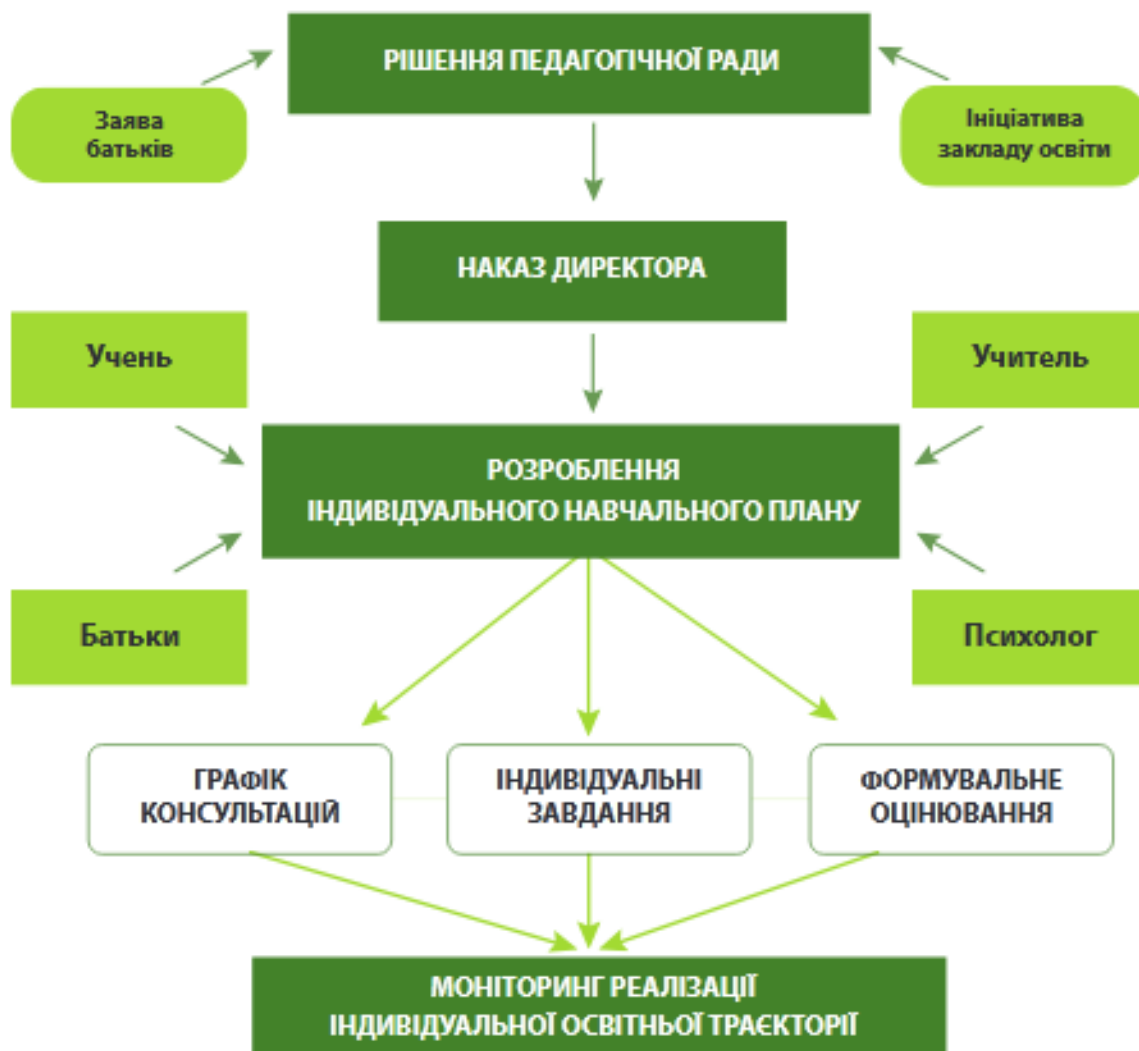 РІШЕННЯ ПЕДАГОГІЧНОЇ РАДИ
Заява
батьків
Ініціатива
закладу освіти
НАКАЗ ДИРЕКТОРА
Учень
Учитель
РОЗРОБЛЕННЯ
ІНДИВІДУАЛЬНОГО НАВЧАЛЬНОГО ПЛАНУ
Батьки
Психолог
ГРАФІК
КОНСУЛЬТАЦІЙ
ІНДИВІДУАЛЬНІ
ЗАВДАННЯ
ФОРМУВАЛЬНЕ
ОЦІНЮВАННЯ
МОНІТОРИНГ РЕАЛІЗАЦІЇ
ІНДИВІДУАЛЬНОЇ ОСВІТНЬОЇ ТРАЄКТОРІЇ